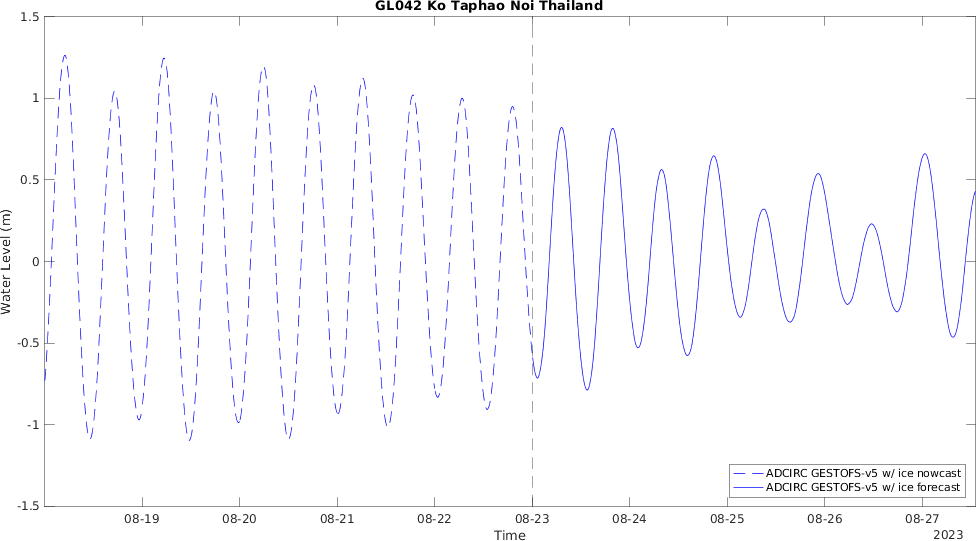 GL042 Ko Taphao Noi Thailand
1.5
1
0.5
0
-0.5
-1
-1.5
Water Level (m)
08-19 08-20 08-21 08-22 08-23 08-24 08-25 08-26 08-27
Time
2023
ADCIRC GESTOFS-v5 w/ ice nowcast
ADCIRC GESTOFS-v5 w/ ice forecast